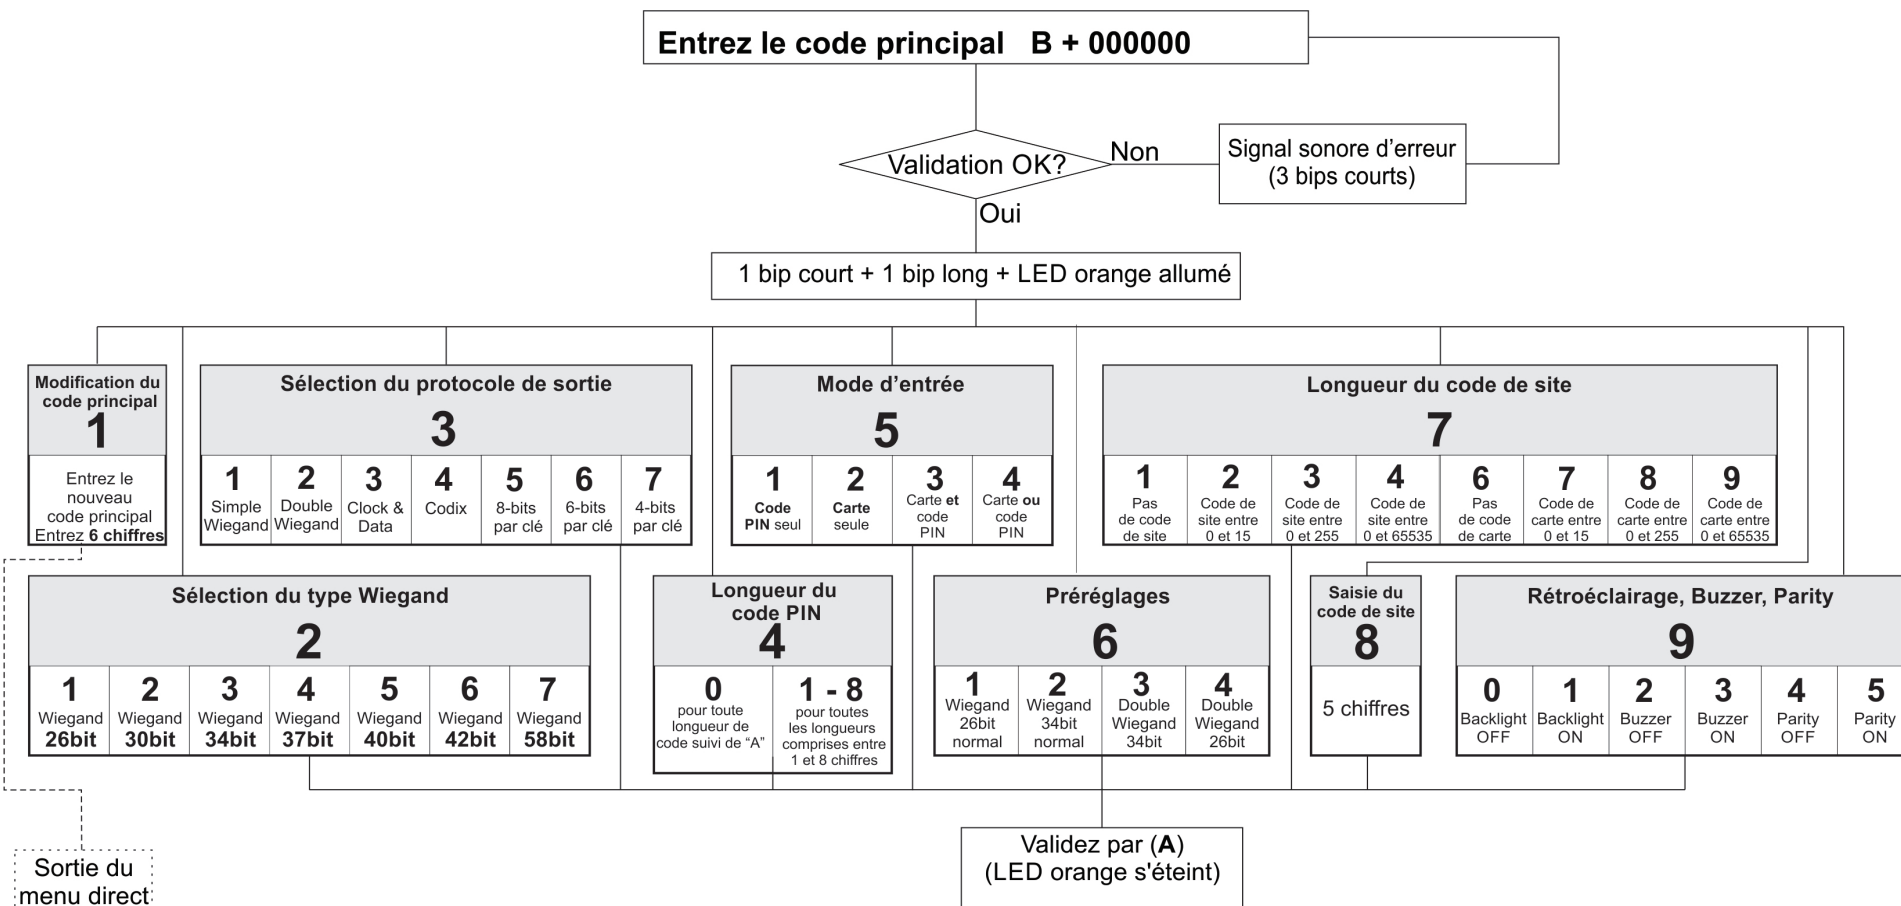 Entrez le code principal B + 000000
Validation OK?
Non
Signal sonore d’erreur
(3 bips courts)
Oui
1 bip court + 1 bip long + LED orange allumé
Modification du
code principal
1
Entrez le
nouveau
code principal
Entrez 6 chiffres
Sélection du protocole de sortie
3
1
Simple
Wiegand
2
Double
Wiegand
3
Clock &
Data
4
Codix
5
8-bits
par clé
6
6-bits
par clé
7
4-bits
par clé
Mode d’entrée
5
1
Code
PIN seul
2
Carte
seule
3
Carte et
code
PIN
4
Carte ou
code
PIN
Longueur du code de site
7
1
Pas
de code
de site
2
Code de
site entre
0 et 15
3
Code de
site entre
0 et 255
4
Code de
site entre
0 et 65535
6
Pas
de code
de carte
7
Code de
carte entre
0 et 15
8
Code de
carte entre
0 et 255
9
Code de
carte entre
0 et 65535
Sélection du type Wiegand
2
1
Wiegand
26bit
2
Wiegand
30bit
3
Wiegand
34bit
4
Wiegand
37bit
5
Wiegand
40bit
6
Wiegand
42bit
7
Wiegand
58bit
Longueur du
code PIN
4
0
pour toute
longueur de
code suivi de “A”
1 - 8
pour toutes
les longueurs
comprises entre
1 et 8 chiffres
Préréglages
6
1
Wiegand
26bit
normal
2
Wiegand
34bit
normal
3
Double
Wiegand
34bit
4
Double
Wiegand
26bit
Saisie du
code de site
8
5 chiffres
Rétroéclairage, Buzzer, Parity
9
0
Backlight
OFF
1
Backlight
ON
2
Buzzer
OFF
3
Buzzer
ON
4
Parity
OFF
5
Parity
ON
Validez par (A)
(LED orange s'éteint)
Sortie du
menu direct